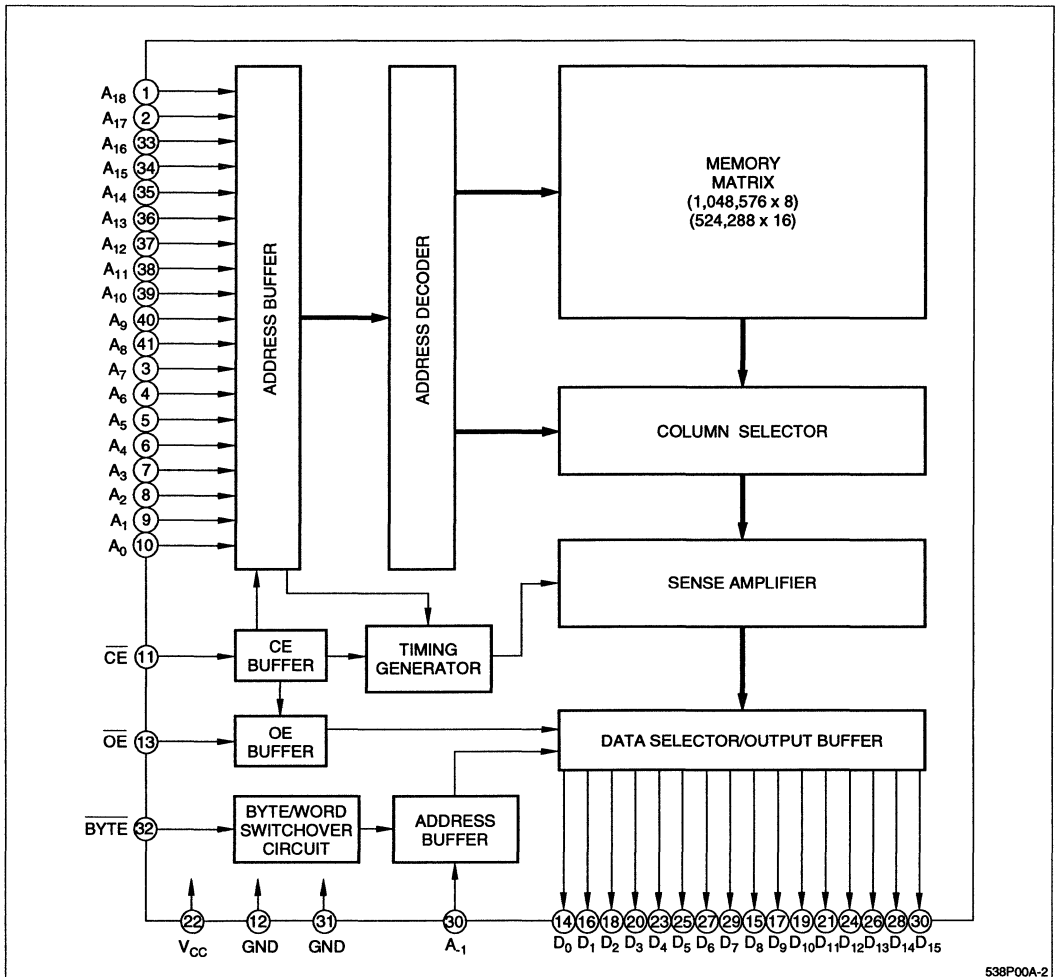 A18 1
A17 2
A16 33
A15 34
A14 35
A13 36
A12 37
A11 38
A10 39
A9 40
A8 41
A7 3
A6 4
A5 5
A4 6
A3 7
A2 8
A1 9
A0 10
ADDRESS BUFFER
ADDRESS DECODER
MEMORY
MATRIX
(1,048,576 x 8)
(524,288 x 16)
COLUMN SELECTOR
SENSE AMPLIFIER
CE 11
CE
BUFFER
TIMING
GENERATOR
OE 13
OE
BUFFER
DATA SELECTOR/OUTPUT BUFFER
BYTE 32
BYTE/WORD
SWITCHOVER
CIRCUIT
ADDRESS
BUFFER
22 12 31 30 14 16 18 20 23 25 27 29 15 17 19 21 24 26 28 30
VCC GND GND A-1 D0 D1 D2 D3 D4 D5 D6 D7 D8 D9 D10 D11 D12 D13 D14 D15
538P00A-2